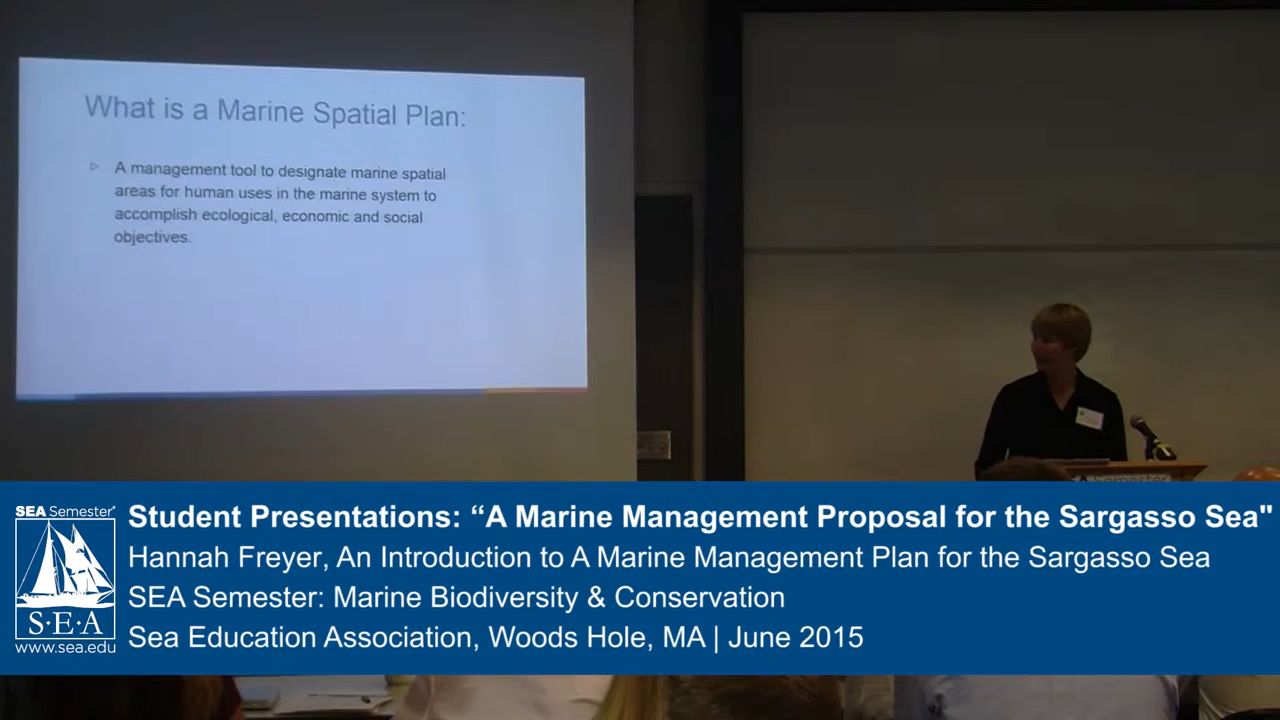 What is a Marine Spatial Plan:
A management tool to designate marine spatial
areas for human uses in the marine system to
accomplish ecological, economic and social
objectives.
SEA Semester
SEA Semester®
S·E·A
www.sea.edu
Student Presentations: “A Marine Management Proposal for the Sargasso Sea"
Hannah Freyer, An Introduction to A Marine Management Plan for the Sargasso Sea
SEA Semester: Marine Biodiversity & Conservation
Sea Education Association, Woods Hole, MA | June 2015